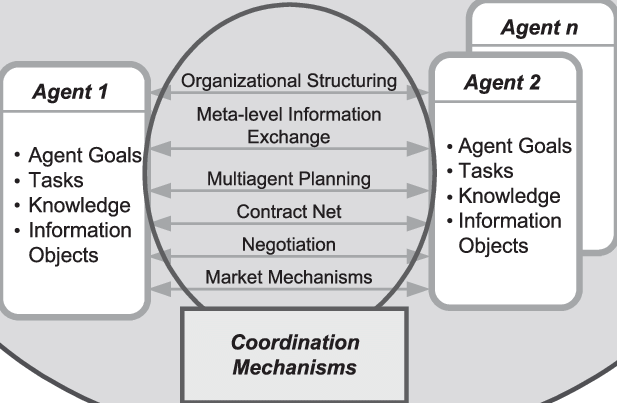 Agent 1
• Agent Goals
• Tasks
• Knowledge
• Information
Objects
Organizational Structuring
Meta-level Information
Exchange
Multiagent Planning
Contract Net
Negotiation
Market Mechanisms
Coordination
Mechanisms
Agent n
Agent 2
• Agent Goals
• Tasks
• Knowledge
• Information
Objects